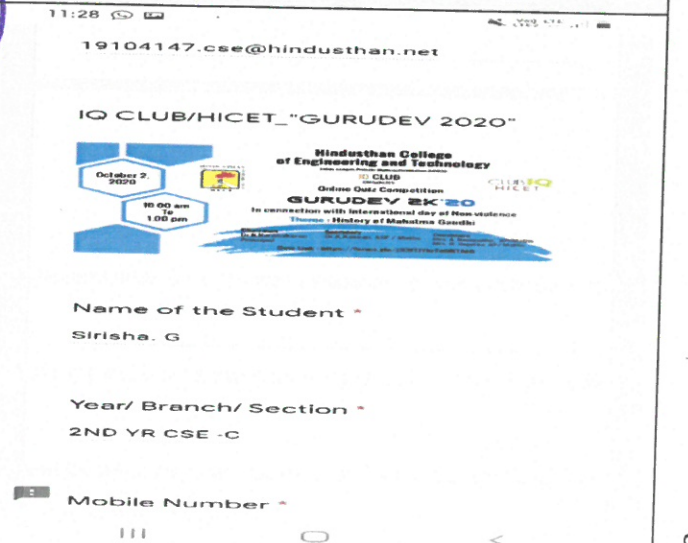 11:28
19104147.cse@hindusthan.net
IQ CLUB/HICET_"GURUDEV 2020"
Hindusthan College
of Engineering and Technology
October 2,
2020
IQ CLUB
CLUB IQ
HICET
Online Quiz Competition
10.00 am
To
1.00 pm
GURUDEV 2K'20
In connection with International day of Non-violence
Theme : History of Mahatma Gandhi
Name of the Student *
Sirisha. G
Year/ Branch/ Section *
2ND YR CSE -C
Mobile Number *